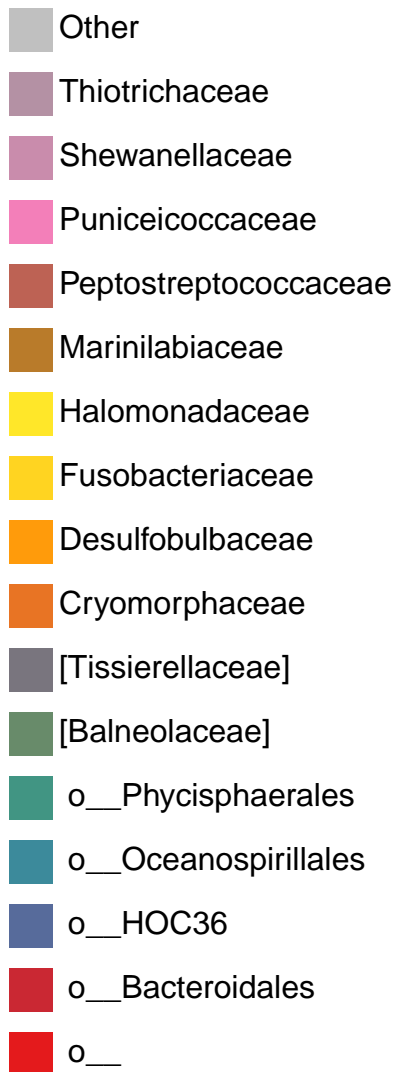 Other
Thiotrichaceae
Shewanellaceae
Puniceicoccaceae
Peptostreptococcaceae
Marinilabiaceae
Halomonadaceae
Fusobacteriaceae
Desulfobulbaceae
Cryomorphaceae
[Tissierellaceae]
[Balneolaceae]
o__Phycisphaerales
o__Oceanospirillales
o__HOC36
o__Bacteroidales
o__